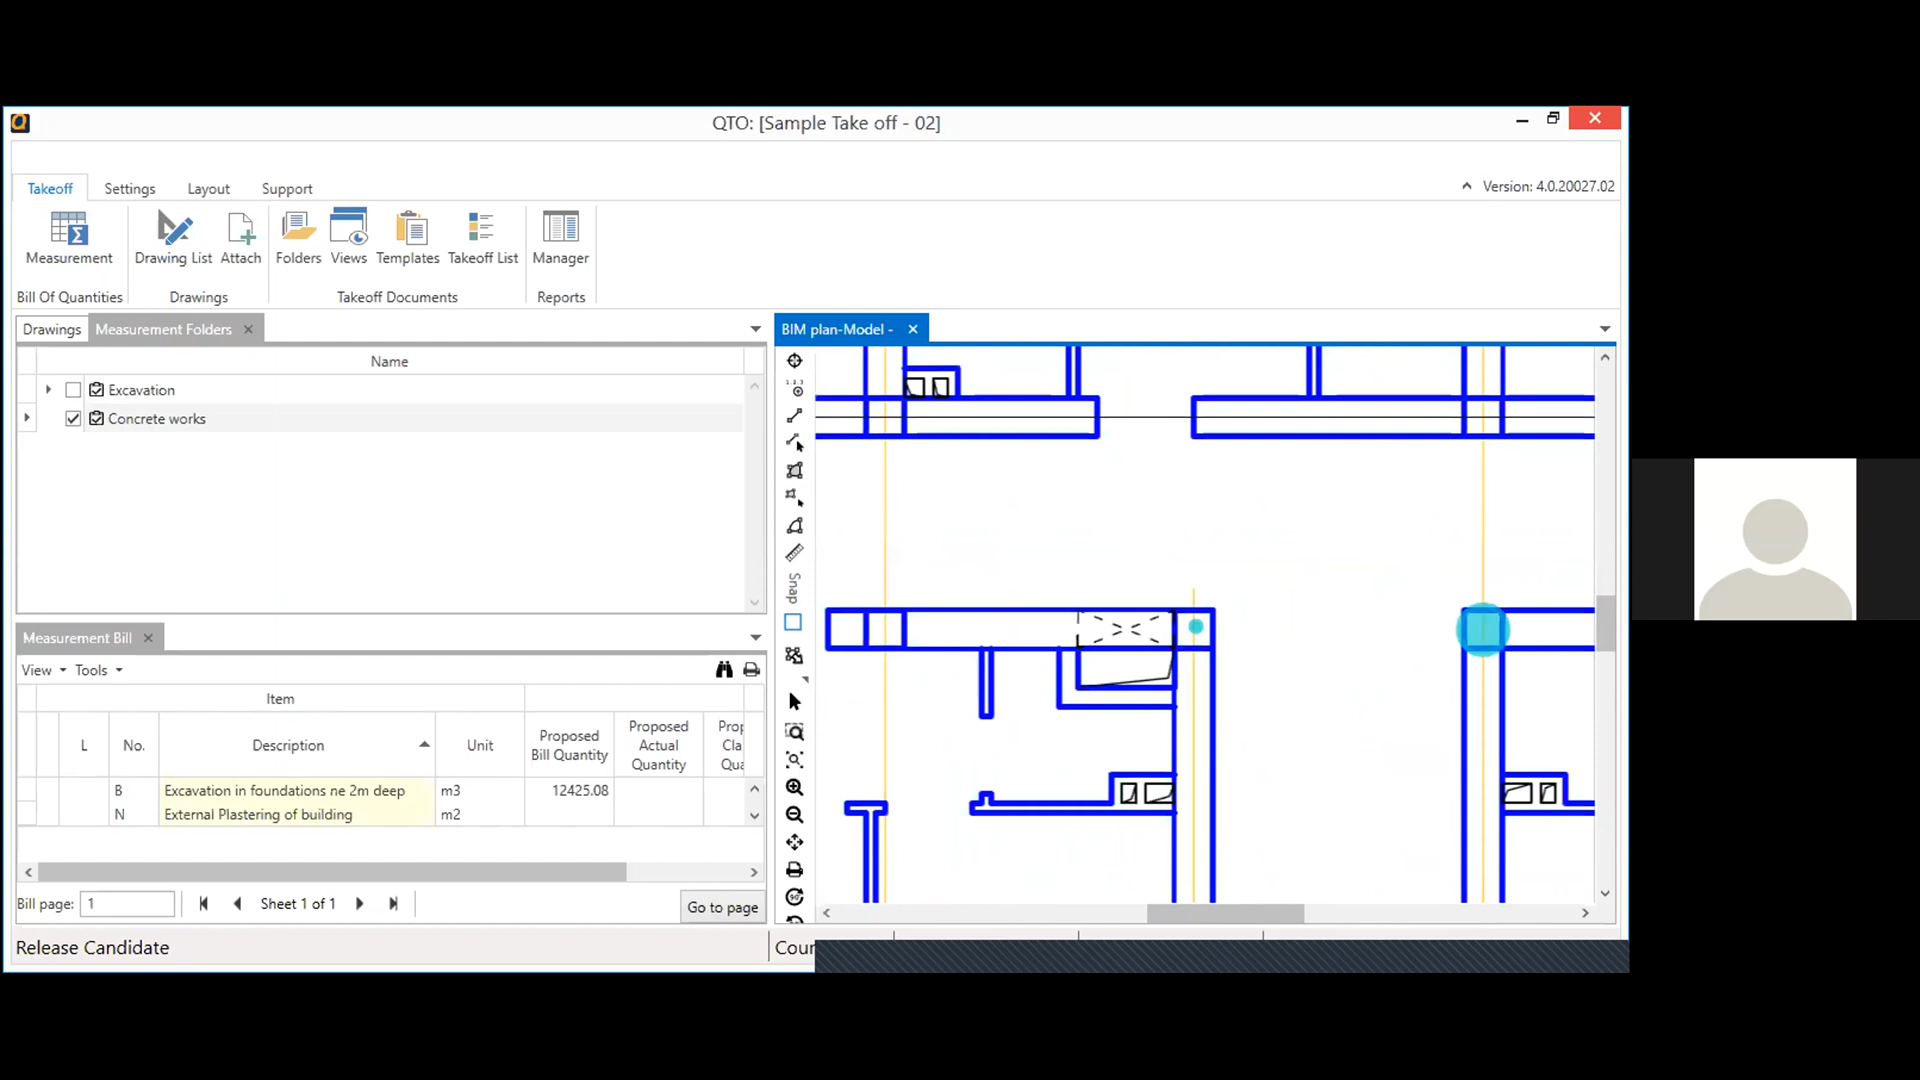 QTO: [Sample Take off - 02]
Takeoff Settings Layout Support
Version: 4.0.20027.02
Measurement Drawing List Attach Folders Views Templates Takeoff List Manager
Bill Of Quantities Drawings Takeoff Documents Reports
Drawings Measurement Folders
BIM plan-Model -
Name
Excavation
Concrete works
Snap
Measurement Bill
View Tools
Item
L No. Description Unit Proposed Bill Quantity Proposed Actual Quantity Prop Cla Qua
B Excavation in foundations ne 2m deep m3 12425.08
N External Plastering of building m2
Bill page: 1 Sheet 1 of 1 Go to page
Release Candidate
Cour